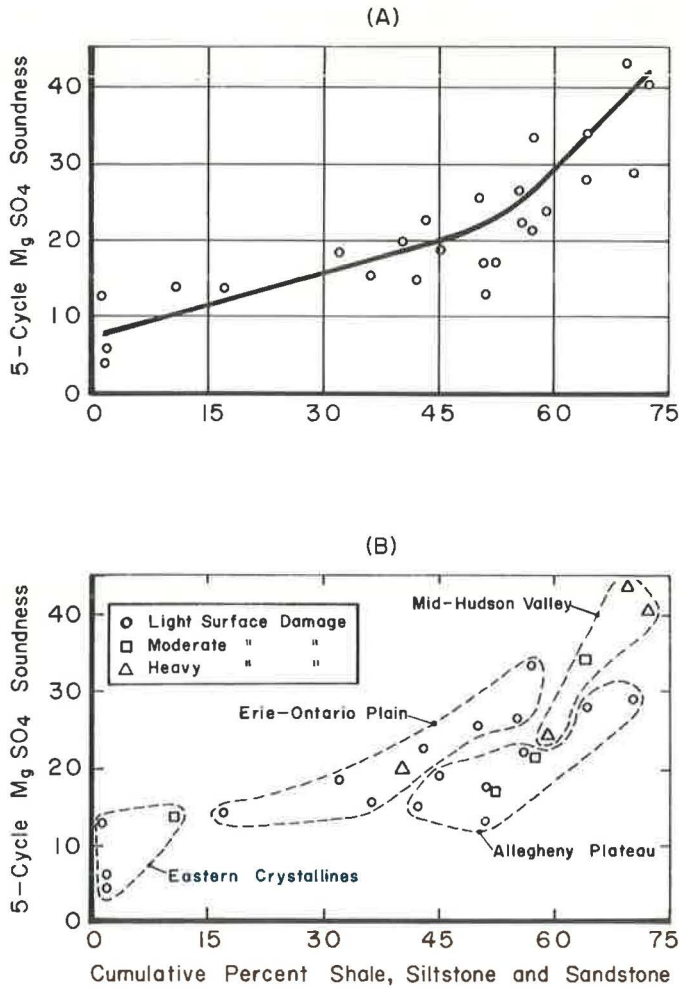 (A)
5-Cycle Mg SO4 Soundness
40
30
20
10
0
0 15 30 45 60 75
(B)
5-Cycle Mg SO4 Soundness
40
30
20
10
0
Light Surface Damage
Moderate " "
Heavy " "
Mid-Hudson Valley
Erie-Ontario Plain
Allegheny Plateau
Eastern Crystallines
0 15 30 45 60 75
Cumulative Percent Shale, Siltstone and Sandstone